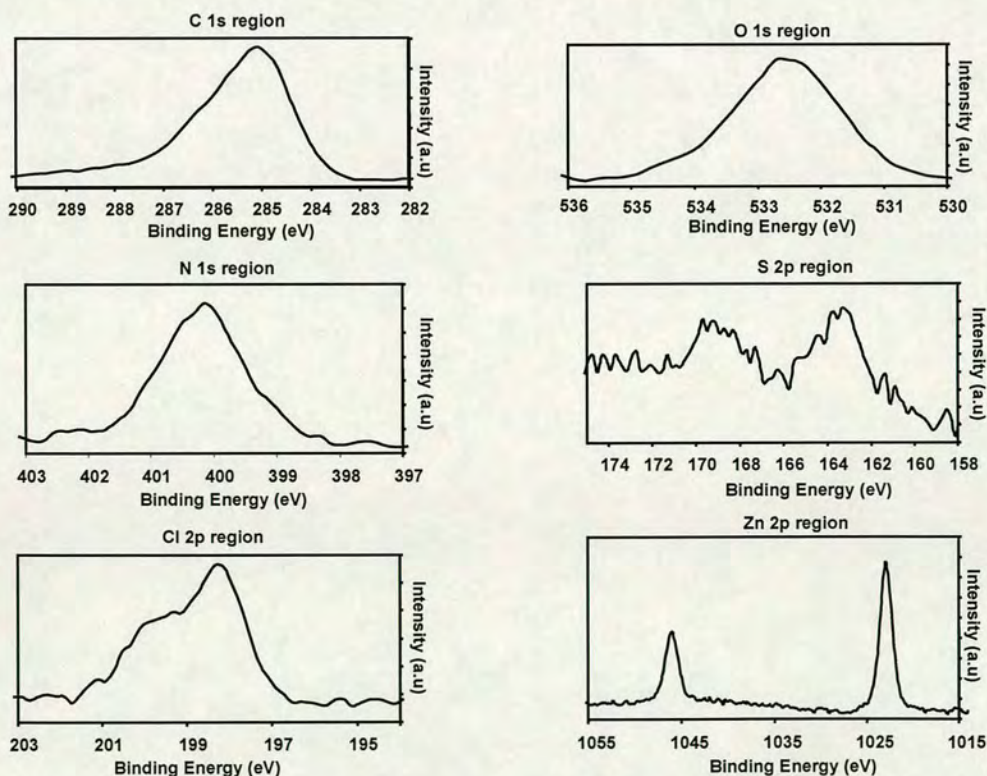 C 1s region
Intensity (a.u)
290 289 288 287 286 285 284 283 282
Binding Energy (eV)
O 1s region
Intensity (a.u)
536 535 534 533 532 531 530
Binding Energy (eV)
N 1s region
Intensity (a.u)
403 402 401 400 399 398 397
Binding Energy (eV)
S 2p region
Intensity (a.u)
174 172 170 168 166 164 162 160 158
Binding Energy (eV)
Cl 2p region
Intensity (a.u)
203 201 199 197 195
Binding Energy (eV)
Zn 2p region
Intensity (a.u)
1055 1045 1035 1025 1015
Binding Energy (eV)